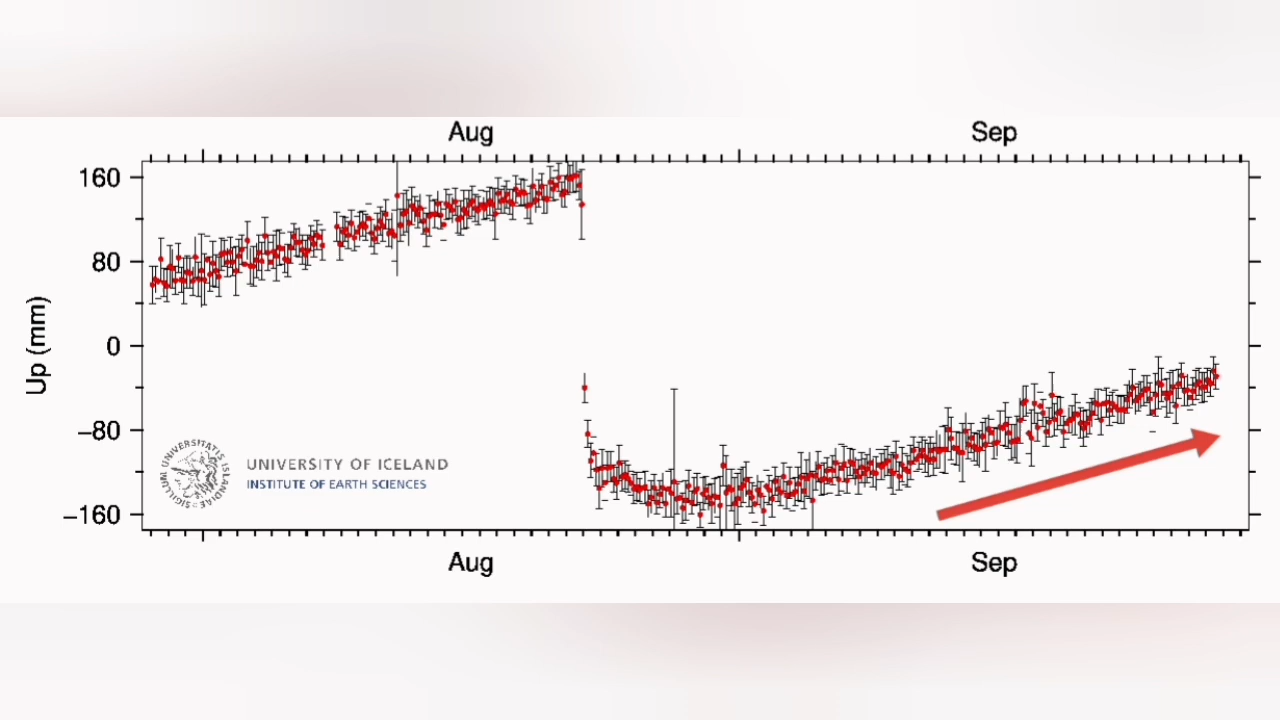 Aug Sep
160
80
0
−80
−160
Up (mm)
UNIVERSITY OF ICELAND
INSTITUTE OF EARTH SCIENCES
Aug Sep